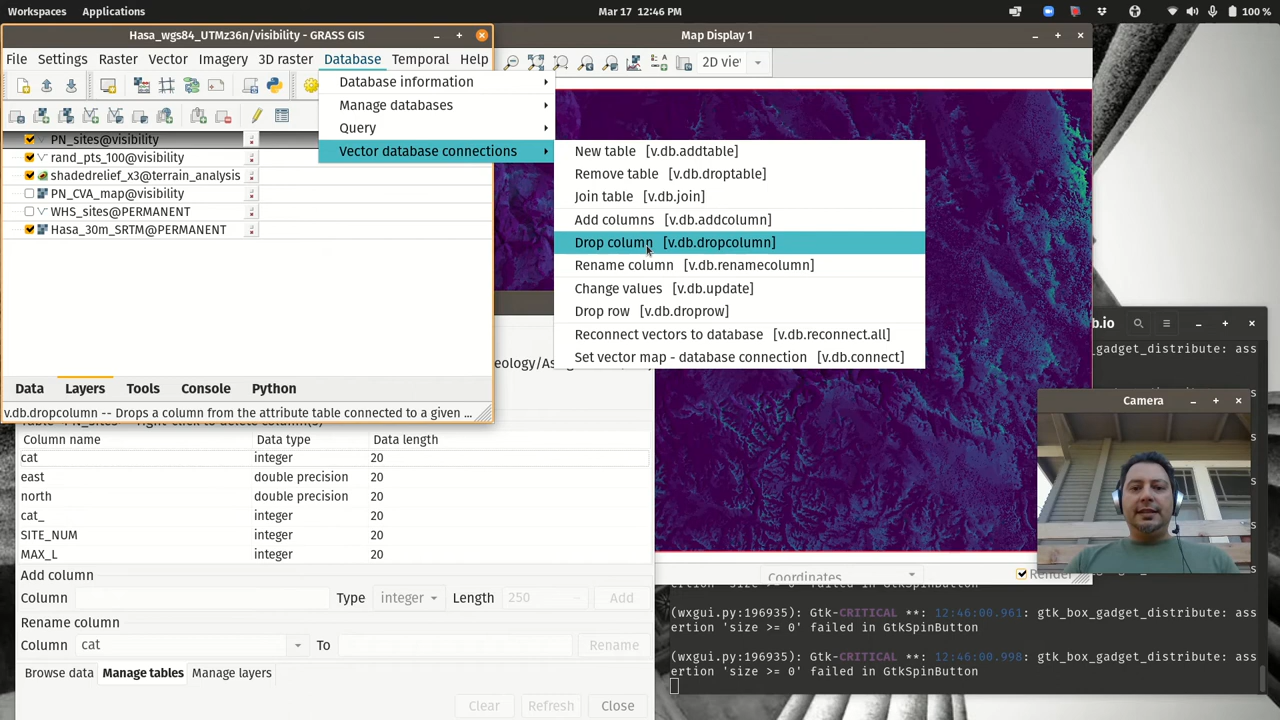 Workspaces Applications Mar 17 12:46 PM 100 %
Hasa_wgs84_UTMz36n/visibility - GRASS GIS
Map Display 1
File Settings Raster Vector Imagery 3D raster Database Temporal Help
2D view
Database information
Manage databases
Query
Vector database connections
PN_sites@visibility
rand_pts_100@visibility
shadedrelief_x3@terrain_analysis
PN_CVA_map@visibility
WHS_sites@PERMANENT
Hasa_30m_SRTM@PERMANENT
New table [v.db.addtable]
Remove table [v.db.droptable]
Join table [v.db.join]
Add columns [v.db.addcolumn]
Drop column [v.db.dropcolumn]
Rename column [v.db.renamecolumn]
Change values [v.db.update]
Drop row [v.db.droprow]
Reconnect vectors to database [v.db.reconnect.all]
Set vector map - database connection [v.db.connect]
Data Layers Tools Console Python
v.db.dropcolumn -- Drops a column from the attribute table connected to a given ...
Column name Data type Data length
cat integer 20
east double precision 20
north double precision 20
cat_ integer 20
SITE_NUM integer 20
MAX_L integer 20
Add column
Column Type integer Length 250 Add
Rename column
Column cat To Rename
Browse data Manage tables Manage layers
Clear Refresh Close
Coordinates Render
b.io
_gadget_distribute: ass
Camera
(wxgui.py:196935): Gtk-CRITICAL **: 12:46:00.961: gtk_box_gadget_distribute: ass
ertion 'size >= 0' failed in GtkSpinButton
(wxgui.py:196935): Gtk-CRITICAL **: 12:46:00.998: gtk_box_gadget_distribute: ass
ertion 'size >= 0' failed in GtkSpinButton